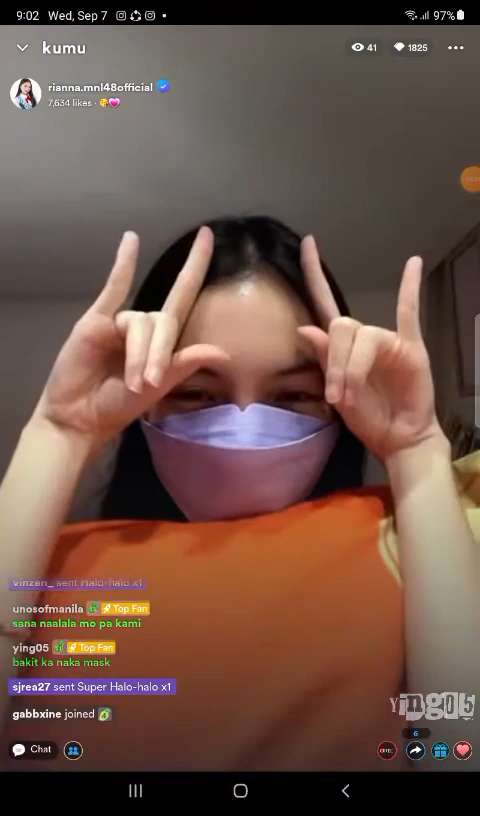 9:02 Wed, Sep 7 97%
kumu 41 1825
rianna.mnl48official
7,634 likes ·
vinzen_ sent Halo-halo x1
unosofmanila Top Fan
sana naalala mo pa kami
ying05 Top Fan
bakit ka naka mask
sjrea27 sent Super Halo-halo x1
gabbxine joined
Ying05
6
Chat